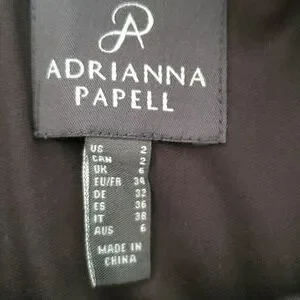 ADRIANNA
PAPELL
US 2
CAN 2
UK 6
EU/FR 34
DE 32
ES 36
IT 38
AUS 6
MADE IN
CHINA